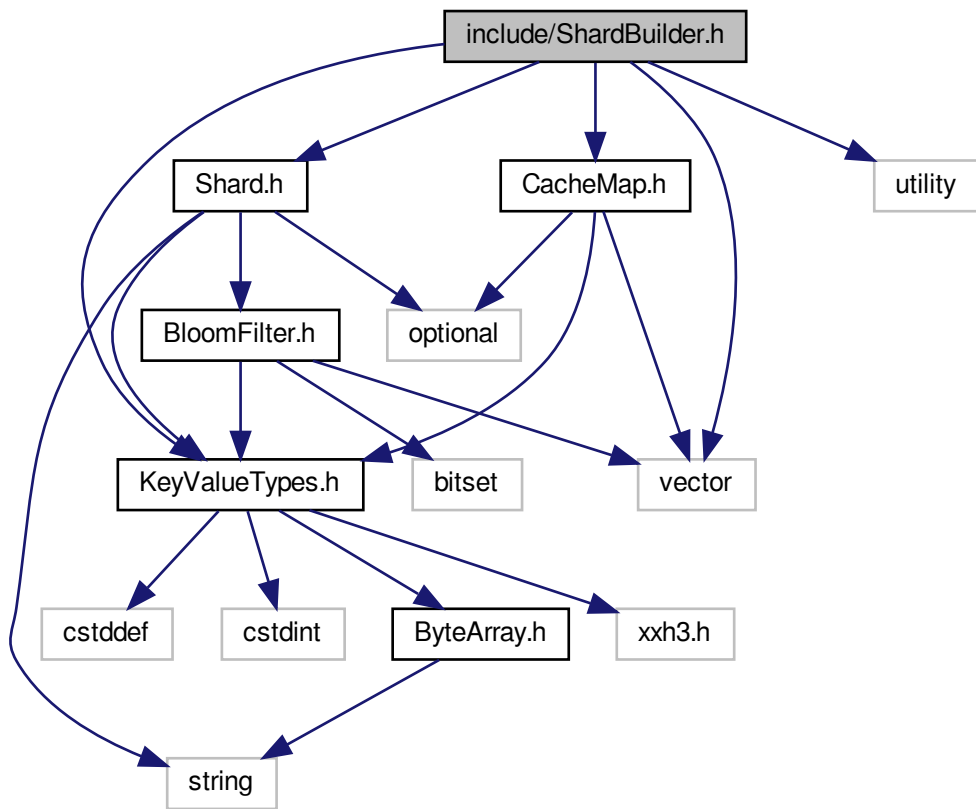 include/ShardBuilder.h
Shard.h
CacheMap.h
utility
BloomFilter.h
optional
KeyValueTypes.h
bitset
vector
cstddef
cstdint
ByteArray.h
xxh3.h
string